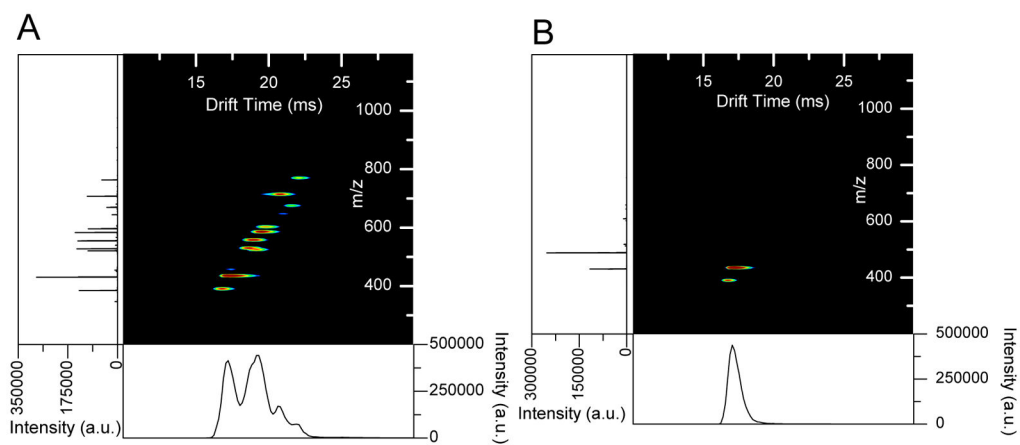 A
15 20 25
Drift Time (ms)
1000
800
m/z
600
400
350000 175000 0
Intensity (a.u.)
500000
250000
0
Intensity (a.u.)
B
15 20 25
Drift Time (ms)
1000
800
m/z
600
400
300000 150000 0
Intensity (a.u.)
500000
250000
0
Intensity (a.u.)